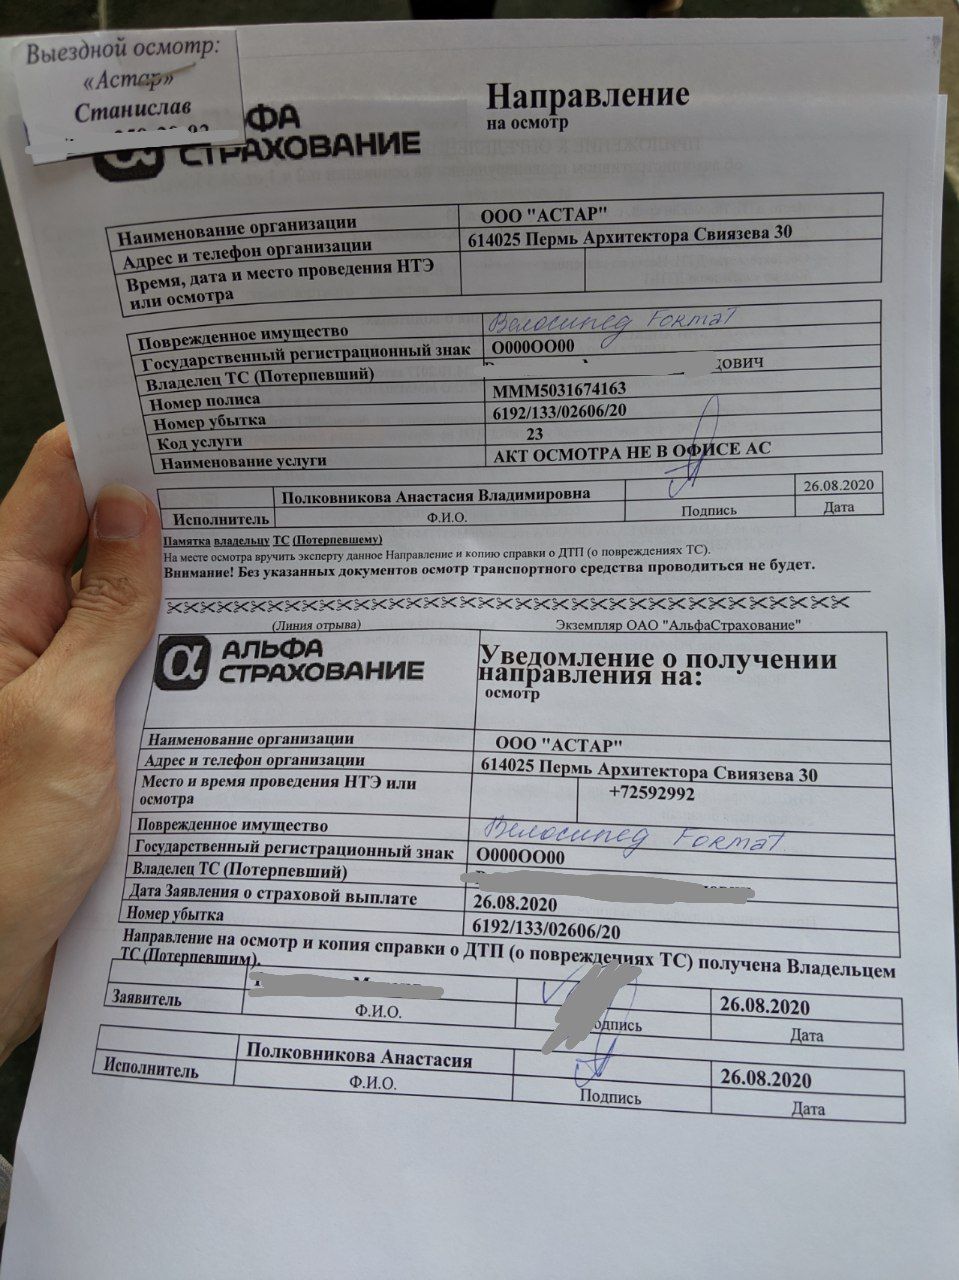 Выездной осмотр:
«Астар»
Станислав
АЛЬФА
СТРАХОВАНИЕ
Направление
на осмотр
Наименование организации ООО "АСТАР"
Адрес и телефон организации 614025 Пермь Архитектора Свиязева 30
Время, дата и место проведения НТЭ
или осмотра
Поврежденное имущество Велосипед Format
Государственный регистрационный знак О000ОО00
Владелец ТС (Потерпевший) дович
Номер полиса МММ5031674163
Номер убытка 6192/133/02606/20
Код услуги 23
Наименование услуги АКТ ОСМОТРА НЕ В ОФИСЕ АС
Исполнитель Полковникова Анастасия Владимировна 26.08.2020
Ф.И.О. Подпись Дата
Памятка владельцу ТС (Потерпевшему)
На месте осмотра вручить эксперту данное Направление и копию справки о ДТП (о повреждениях ТС).
Внимание! Без указанных документов осмотр транспортного средства проводиться не будет.
(Линия отрыва) Экземпляр ОАО "АльфаСтрахование"
АЛЬФА
СТРАХОВАНИЕ
Уведомление о получении
направления на:
осмотр
Наименование организации ООО "АСТАР"
Адрес и телефон организации 614025 Пермь Архитектора Свиязева 30
Место и время проведения НТЭ или +72592992
осмотра
Поврежденное имущество Велосипед Format
Государственный регистрационный знак О000ОО00
Владелец ТС (Потерпевший)
Дата Заявления о страховой выплате 26.08.2020
Номер убытка 6192/133/02606/20
Направление на осмотр и копия справки о ДТП (о повреждениях ТС) получена Владельцем
ТС (Потерпевшим).
Заявитель 26.08.2020
Ф.И.О. Подпись Дата
Исполнитель Полковникова Анастасия 26.08.2020
Ф.И.О. Подпись Дата